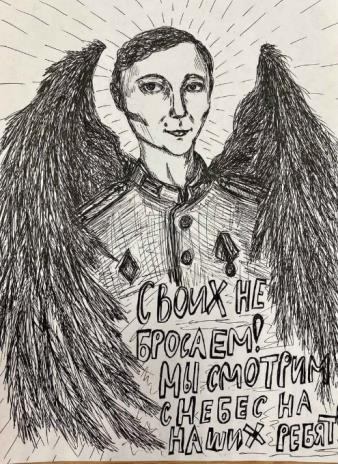 СВОИХ НЕ
БРОСАЕМ!
МЫ СМОТРИМ
С НЕБЕС НА
НАШИХ РЕБЯТ